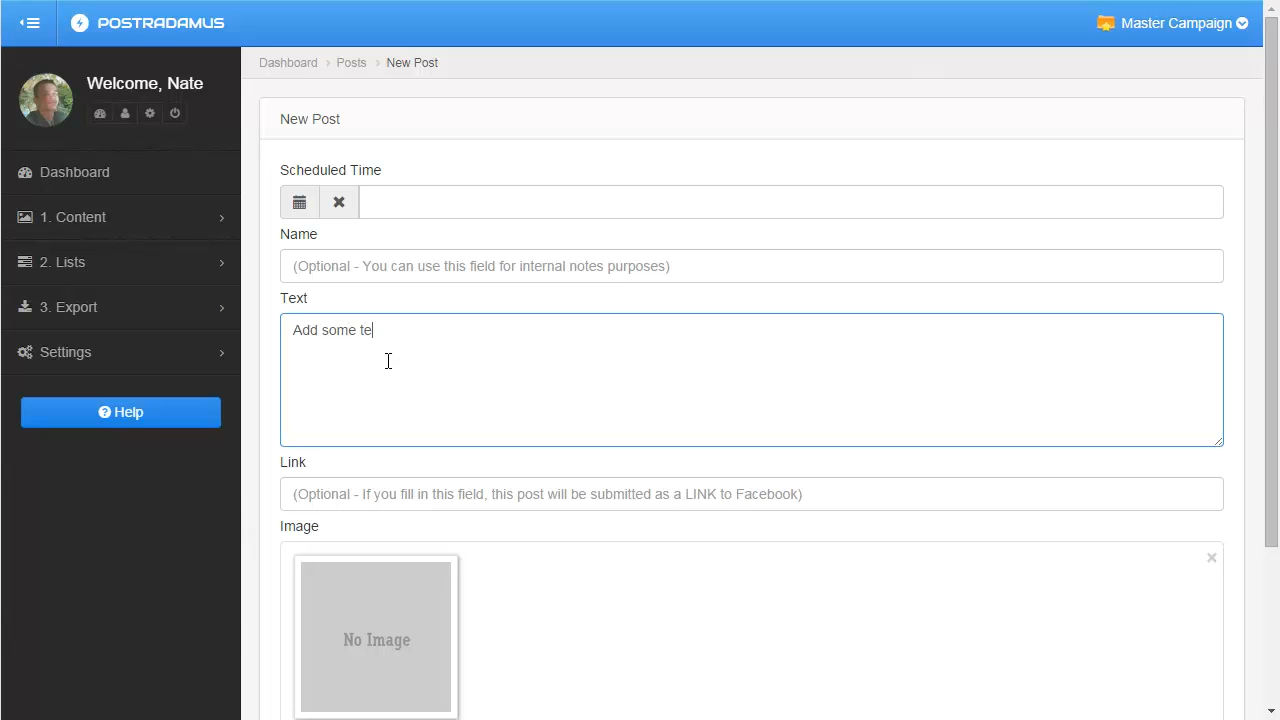 POSTRADAMUS
Master Campaign
Welcome, Nate
Dashboard
1. Content
2. Lists
3. Export
Settings
Help
Dashboard › Posts › New Post
New Post
Scheduled Time
Name
(Optional - You can use this field for internal notes purposes)
Text
Add some te
Link
(Optional - If you fill in this field, this post will be submitted as a LINK to Facebook)
Image
No Image